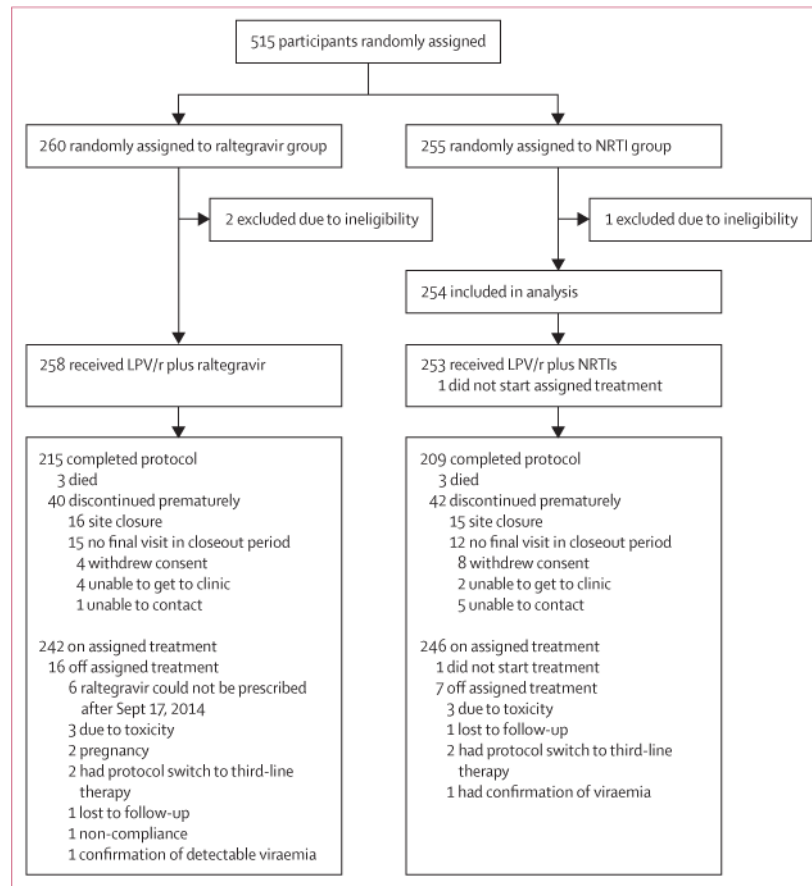 515 participants randomly assigned
260 randomly assigned to raltegravir group
255 randomly assigned to NRTI group
2 excluded due to ineligibility
1 excluded due to ineligibility
254 included in analysis
258 received LPV/r plus raltegravir
253 received LPV/r plus NRTIs
1 did not start assigned treatment
215 completed protocol
3 died
40 discontinued prematurely
16 site closure
15 no final visit in closeout period
4 withdrew consent
4 unable to get to clinic
1 unable to contact
242 on assigned treatment
16 off assigned treatment
6 raltegravir could not be prescribed
after Sept 17, 2014
3 due to toxicity
2 pregnancy
2 had protocol switch to third-line
therapy
1 lost to follow-up
1 non-compliance
1 confirmation of detectable viraemia
209 completed protocol
3 died
42 discontinued prematurely
15 site closure
12 no final visit in closeout period
8 withdrew consent
2 unable to get to clinic
5 unable to contact
246 on assigned treatment
1 did not start treatment
7 off assigned treatment
3 due to toxicity
1 lost to follow-up
2 had protocol switch to third-line
therapy
1 had confirmation of viraemia